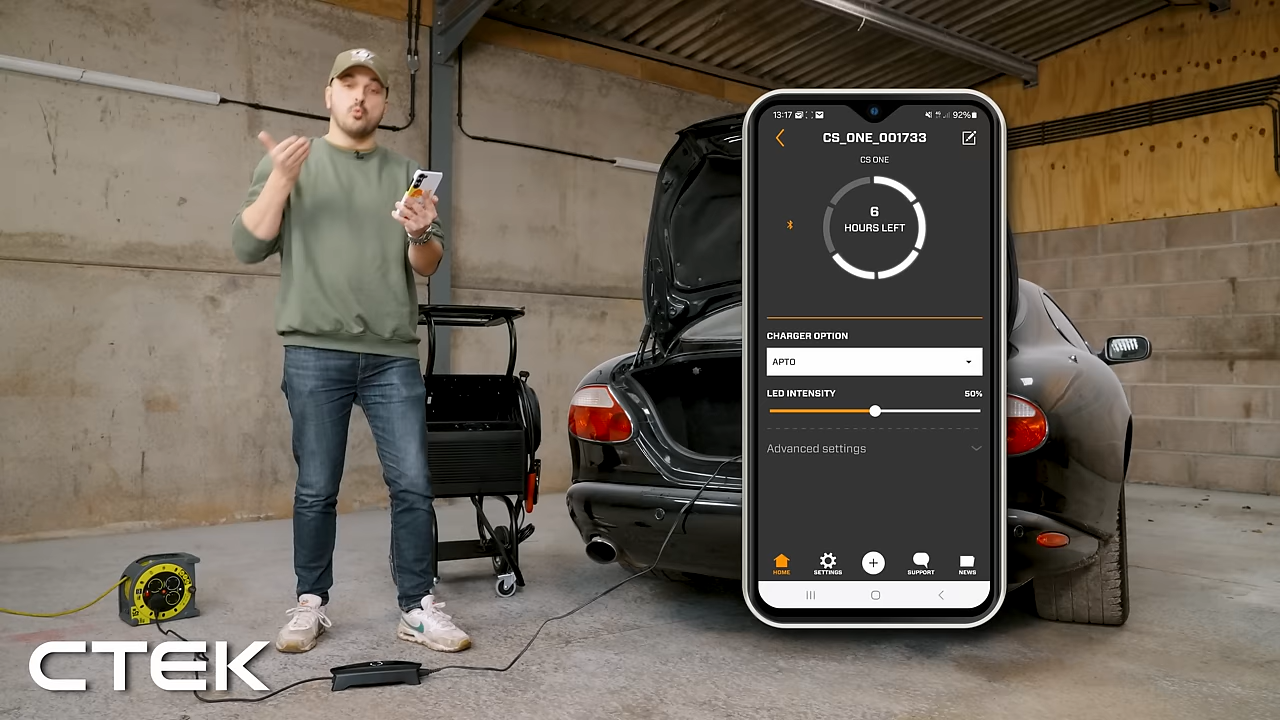 13:17
92%
CS_ONE_001733
CS ONE
6
HOURS LEFT
CHARGER OPTION
APTO
LED INTENSITY 50%
Advanced settings
HOME SETTINGS SUPPORT NEWS
CTEK